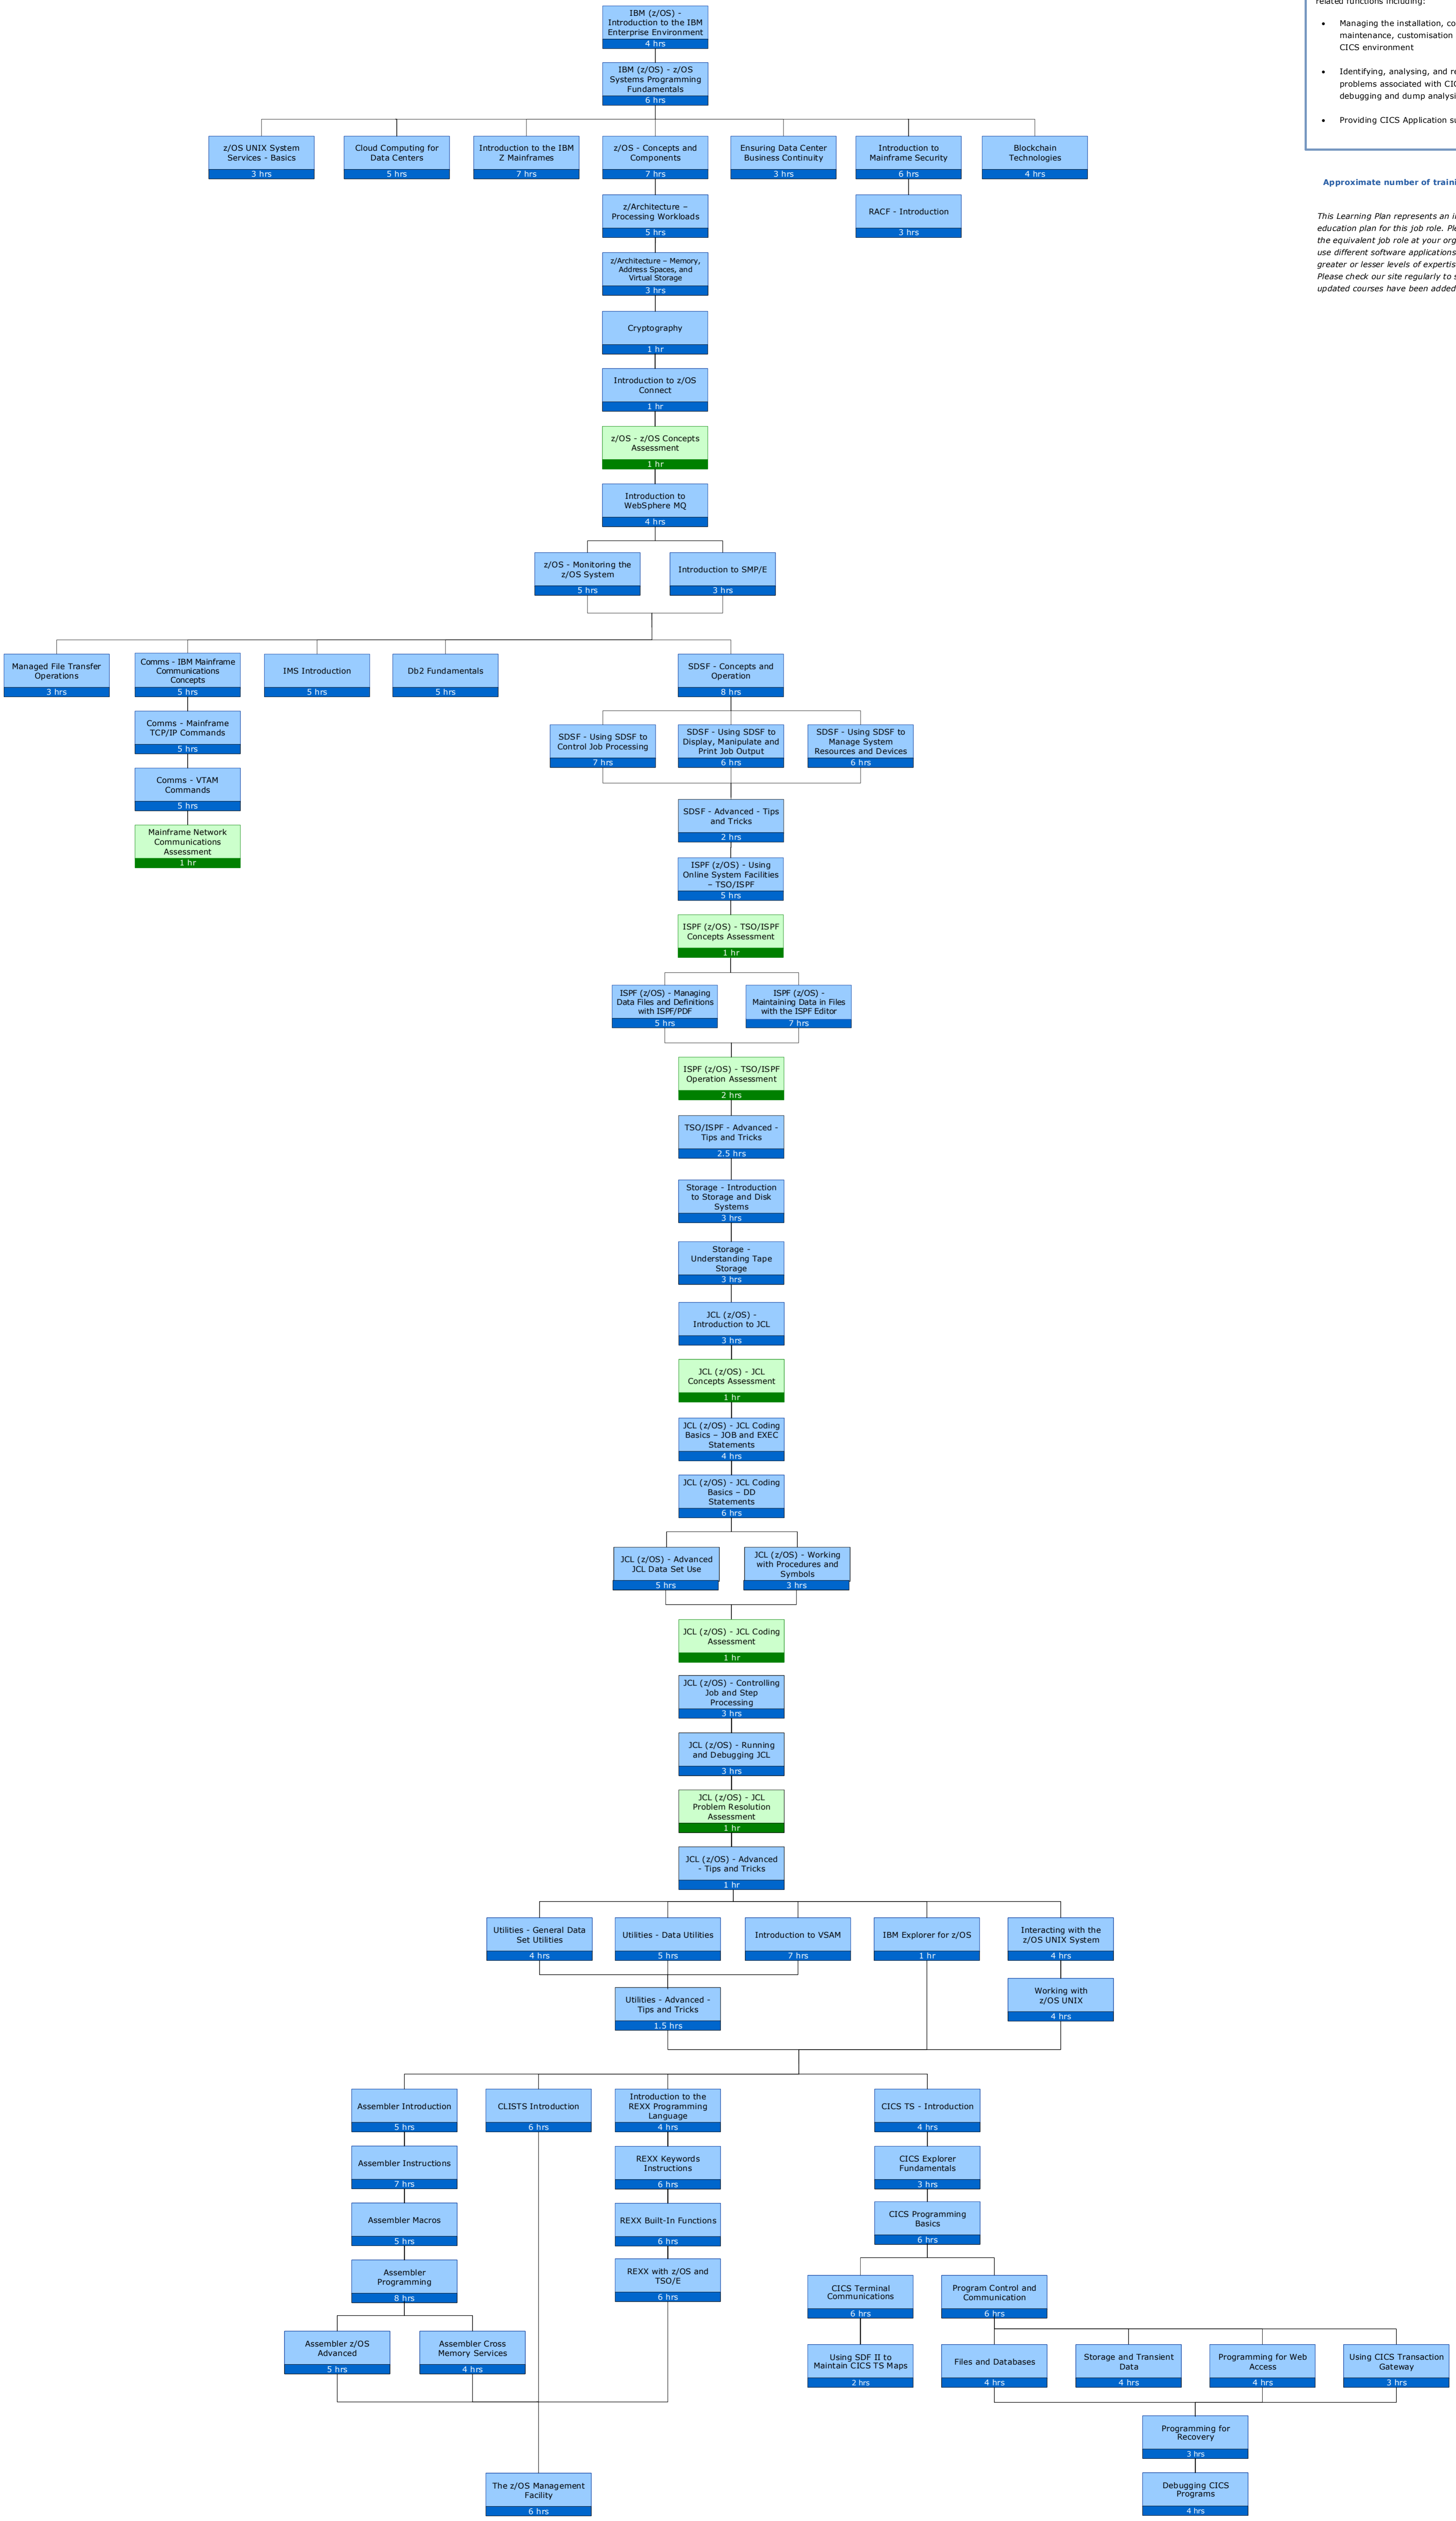 IBM (z/OS) -
Introduction to the IBM
Enterprise Environment
4 hrs
IBM (z/OS) - z/OS
Systems Programming
Fundamentals
6 hrs
z/OS UNIX System
Services - Basics
3 hrs
Cloud Computing for
Data Centers
5 hrs
Introduction to the IBM
Z Mainframes
7 hrs
z/OS - Concepts and
Components
7 hrs
Ensuring Data Center
Business Continuity
3 hrs
Introduction to
Mainframe Security
6 hrs
Blockchain
Technologies
4 hrs
z/Architecture –
Processing Workloads
5 hrs
RACF - Introduction
3 hrs
z/Architecture – Memory,
Address Spaces, and
Virtual Storage
3 hrs
Cryptography
1 hr
Introduction to z/OS
Connect
1 hr
z/OS - z/OS Concepts
Assessment
1 hr
Introduction to
WebSphere MQ
4 hrs
z/OS - Monitoring the
z/OS System
5 hrs
Introduction to SMP/E
3 hrs
Managed File Transfer
Operations
3 hrs
Comms - IBM Mainframe
Communications
Concepts
5 hrs
IMS Introduction
5 hrs
Db2 Fundamentals
5 hrs
SDSF - Concepts and
Operation
8 hrs
Comms - Mainframe
TCP/IP Commands
5 hrs
Comms - VTAM
Commands
5 hrs
Mainframe Network
Communications
Assessment
1 hr
SDSF - Using SDSF to
Control Job Processing
7 hrs
SDSF - Using SDSF to
Display, Manipulate and
Print Job Output
6 hrs
SDSF - Using SDSF to
Manage System
Resources and Devices
6 hrs
SDSF - Advanced - Tips
and Tricks
2 hrs
ISPF (z/OS) - Using
Online System Facilities
– TSO/ISPF
5 hrs
ISPF (z/OS) - TSO/ISPF
Concepts Assessment
1 hr
ISPF (z/OS) - Managing
Data Files and Definitions
with ISPF/PDF
5 hrs
ISPF (z/OS) -
Maintaining Data in Files
with the ISPF Editor
7 hrs
ISPF (z/OS) - TSO/ISPF
Operation Assessment
2 hrs
TSO/ISPF - Advanced -
Tips and Tricks
2.5 hrs
Storage - Introduction
to Storage and Disk
Systems
3 hrs
Storage -
Understanding Tape
Storage
3 hrs
JCL (z/OS) -
Introduction to JCL
3 hrs
JCL (z/OS) - JCL
Concepts Assessment
1 hr
JCL (z/OS) - JCL Coding
Basics – JOB and EXEC
Statements
4 hrs
JCL (z/OS) - JCL Coding
Basics – DD
Statements
6 hrs
JCL (z/OS) - Advanced
JCL Data Set Use
5 hrs
JCL (z/OS) - Working
with Procedures and
Symbols
3 hrs
JCL (z/OS) - JCL Coding
Assessment
1 hr
JCL (z/OS) - Controlling
Job and Step
Processing
3 hrs
JCL (z/OS) - Running
and Debugging JCL
3 hrs
JCL (z/OS) - JCL
Problem Resolution
Assessment
1 hr
JCL (z/OS) - Advanced
- Tips and Tricks
1 hr
Utilities - General Data
Set Utilities
4 hrs
Utilities - Data Utilities
5 hrs
Introduction to VSAM
7 hrs
IBM Explorer for z/OS
1 hr
Interacting with the
z/OS UNIX System
4 hrs
Utilities - Advanced -
Tips and Tricks
1.5 hrs
Working with
z/OS UNIX
4 hrs
Assembler Introduction
5 hrs
CLISTS Introduction
6 hrs
Introduction to the
REXX Programming
Language
4 hrs
CICS TS - Introduction
4 hrs
Assembler Instructions
7 hrs
REXX Keywords
Instructions
6 hrs
CICS Explorer
Fundamentals
3 hrs
Assembler Macros
5 hrs
REXX Built-In Functions
6 hrs
CICS Programming
Basics
6 hrs
Assembler
Programming
8 hrs
REXX with z/OS and
TSO/E
6 hrs
CICS Terminal
Communications
6 hrs
Program Control and
Communication
6 hrs
Assembler z/OS
Advanced
5 hrs
Assembler Cross
Memory Services
4 hrs
Using SDF II to
Maintain CICS TS Maps
2 hrs
Files and Databases
4 hrs
Storage and Transient
Data
4 hrs
Programming for Web
Access
4 hrs
Using CICS Transaction
Gateway
3 hrs
Programming for
Recovery
3 hrs
The z/OS Management
Facility
6 hrs
Debugging CICS
Programs
4 hrs
related functions including:
• Managing the installation, co
maintenance, customisation
CICS environment
• Identifying, analysing, and re
problems associated with CIC
debugging and dump analysi
• Providing CICS Application su
Approximate number of traini
This Learning Plan represents an i
education plan for this job role. Ple
the equivalent job role at your org
use different software applications
greater or lesser levels of expertis
Please check our site regularly to s
updated courses have been added